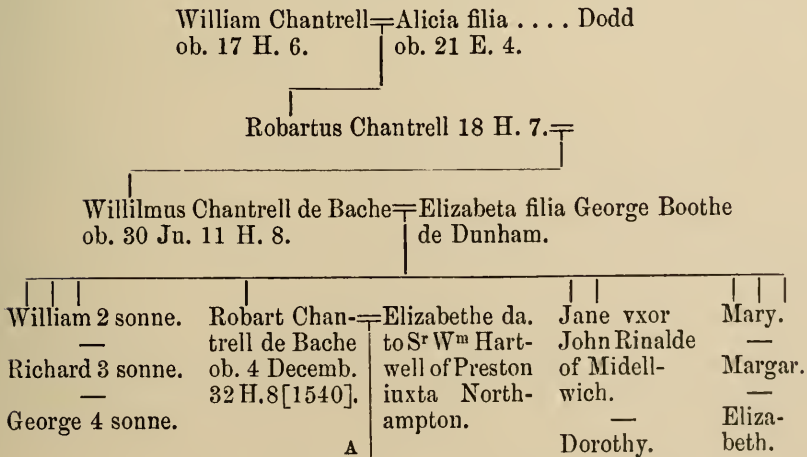 William Chantrell
ob. 17 H. 6.
Alicia filia .... Dodd
ob. 21 E. 4.
Robartus Chantrell 18 H. 7.
Willilmus Chantrell de Bache
ob. 30 Ju. 11 H. 8.
Elizabeta filia George Boothe
de Dunham.
William 2 sonne.
—
Richard 3 sonne.
—
George 4 sonne.
Robart Chan-
trell de Bache
ob. 4 Decemb.
32 H. 8 [1540].
A
Elizabethe da.
to Sr Wm Hart-
well of Preston
iuxta North-
ampton.
Jane vxor
John Rinalde
of Midell-
wich.
—
Dorothy.
Mary.
—
Margar.
—
Eliza-
beth.